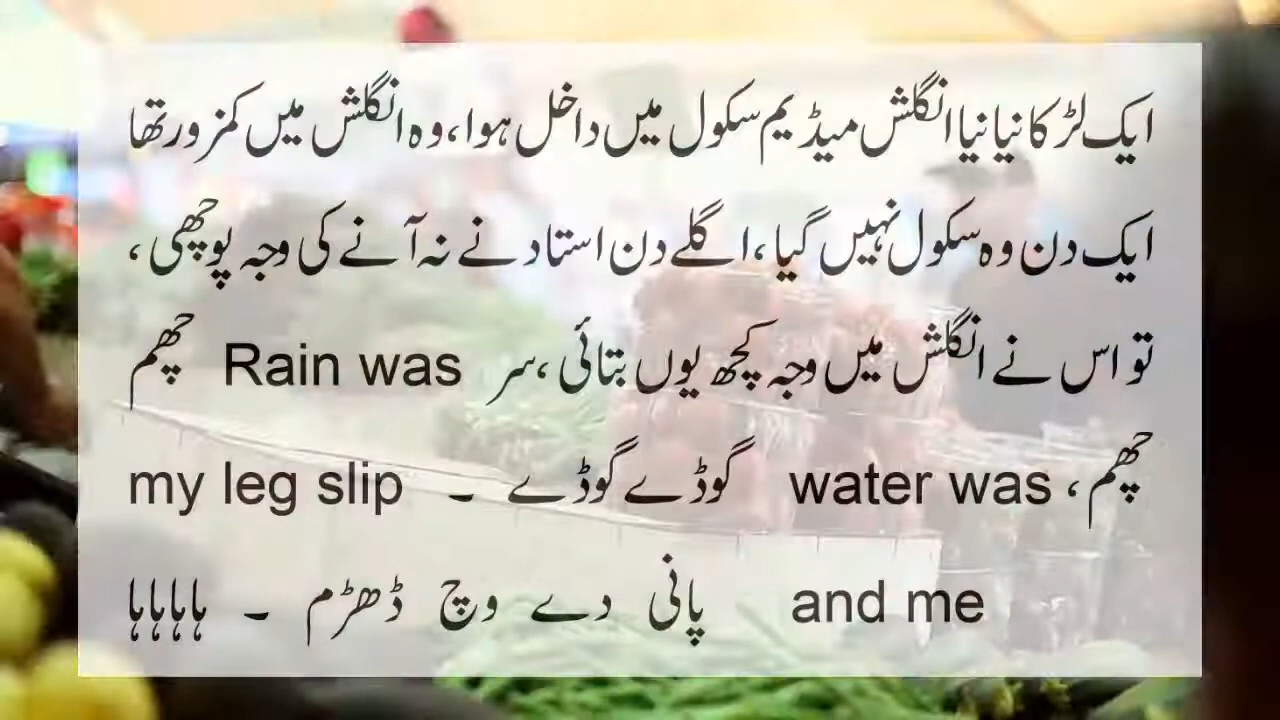 ایک لڑکا نیا نیا انگلش میڈیم سکول میں داخل ہوا، وہ انگلش میں کمزور تھا
ایک دن وہ سکول نہیں گیا، اگلے دن استاد نے نہ آنے کی وجہ پوچھی،
تو اس نے انگلش میں وجہ کچھ یوں بتائی، سر Rain was چھم
چھم، water was گوڈے گوڈے ۔ my leg slip
and me پانی دے وچ ڈھڑم ۔ ہاہاہاہا